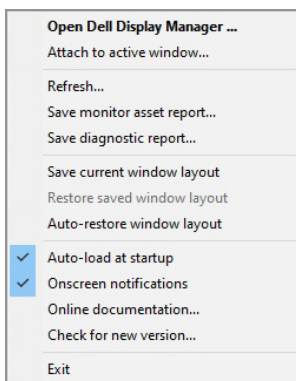 Open Dell Display Manager ...
Attach to active window...
Refresh...
Save monitor asset report...
Save diagnostic report...
Save current window layout
Restore saved window layout
Auto-restore window layout
Auto-load at startup
Onscreen notifications
Online documentation...
Check for new version...
Exit